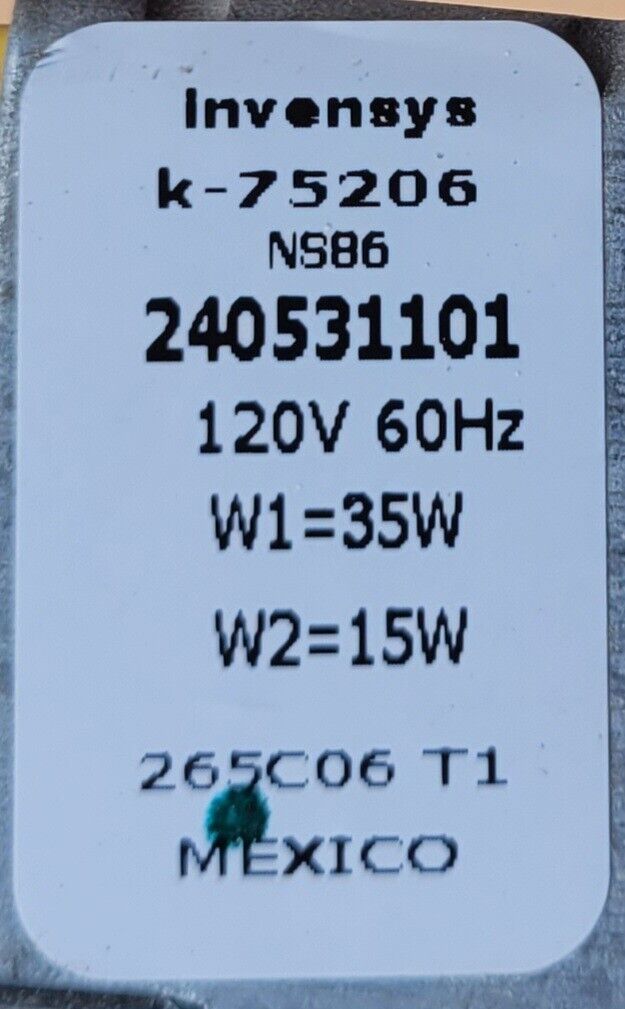 Invensys
k-75206
NS86
240531101
120V 60Hz
W1=35W
W2=15W
265C06 T1
MEXICO